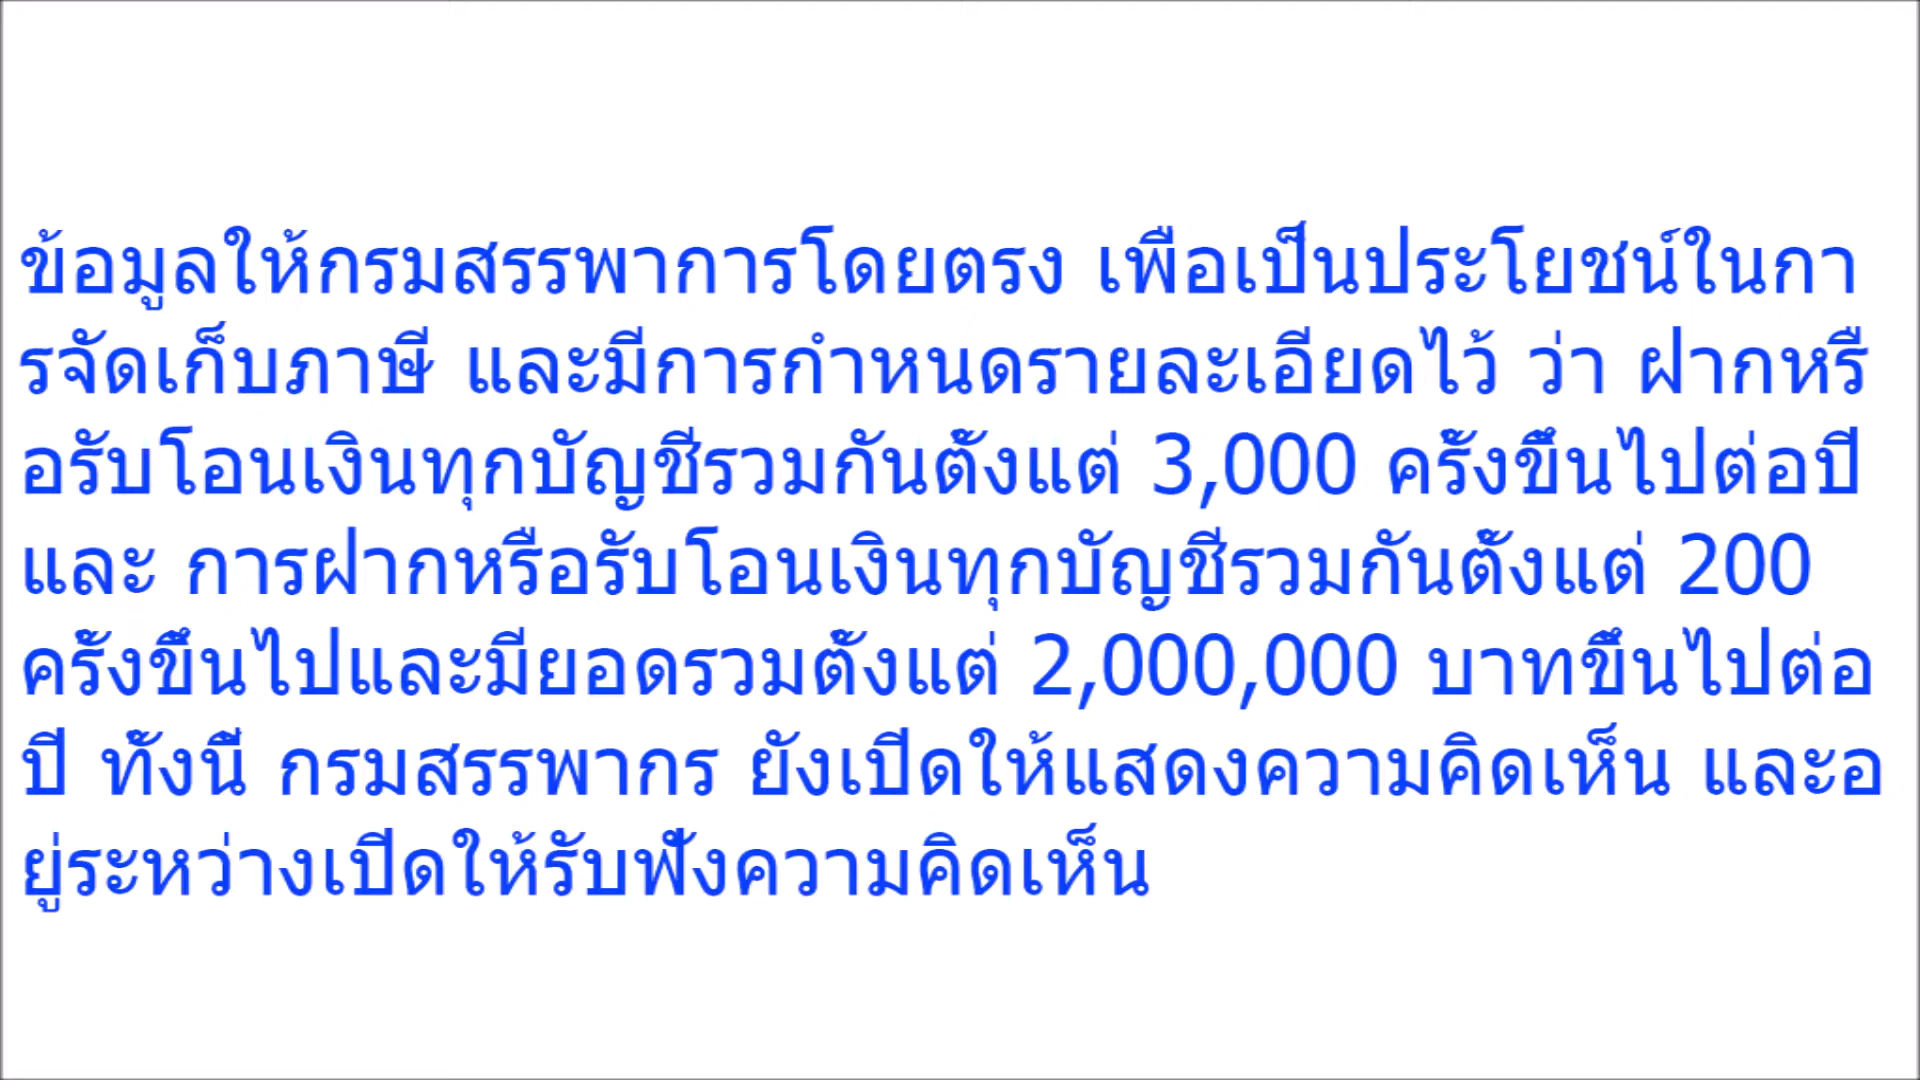 ข้อมูลให้กรมสรรพาการโดยตรง เพื่อเป็นประโยชน์ในกา
รจัดเก็บภาษี และมีการกำหนดรายละเอียดไว้ ว่า ฝากหรื
อรับโอนเงินทุกบัญชีรวมกันตั้งแต่ 3,000 ครั้งขึ้นไปต่อปี
และ การฝากหรือรับโอนเงินทุกบัญชีรวมกันตั้งแต่ 200
ครั้งขึ้นไปและมียอดรวมตั้งแต่ 2,000,000 บาทขึ้นไปต่อ
ปี ทั้งนี้ กรมสรรพากร ยังเปิดให้แสดงความคิดเห็น และอ
ยู่ระหว่างเปิดให้รับฟังความคิดเห็น